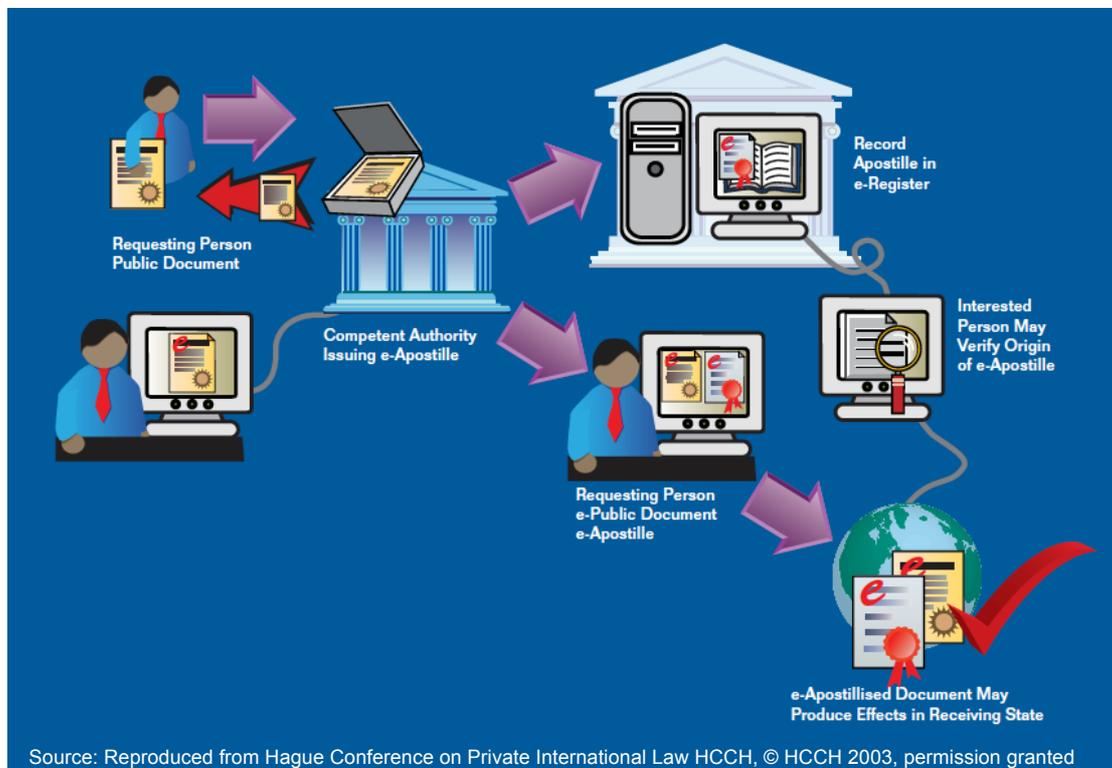 Requesting Person
Public Document
Competent Authority
Issuing e-Apostille
Record
Apostille in
e-Register
Interested
Person May
Verify Origin
of e-Apostille
Requesting Person
e-Public Document
e-Apostille
e-Apostillised Document May
Produce Effects in Receiving State
e
e
e
e
e
e
Source: Reproduced from Hague Conference on Private International Law HCCH, © HCCH 2003, permission granted